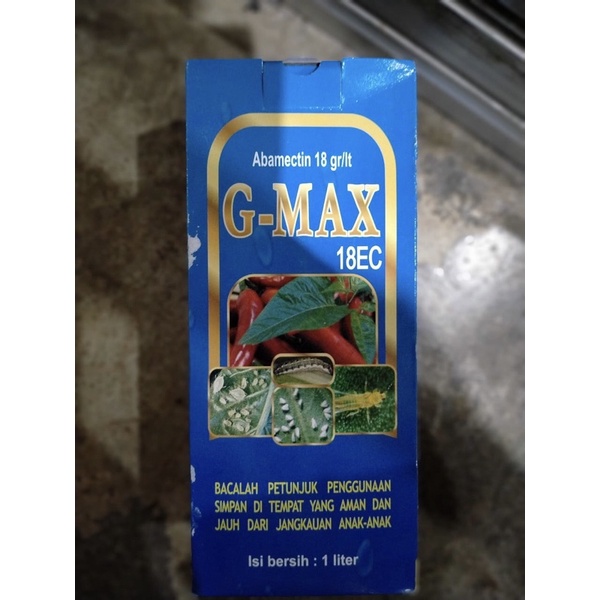 Abamectin 18 gr/lt
G-MAX
18EC
BACALAH PETUNJUK PENGGUNAAN
SIMPAN DI TEMPAT YANG AMAN DAN
JAUH DARI JANGKAUAN ANAK-ANAK
Isi bersih : 1 liter